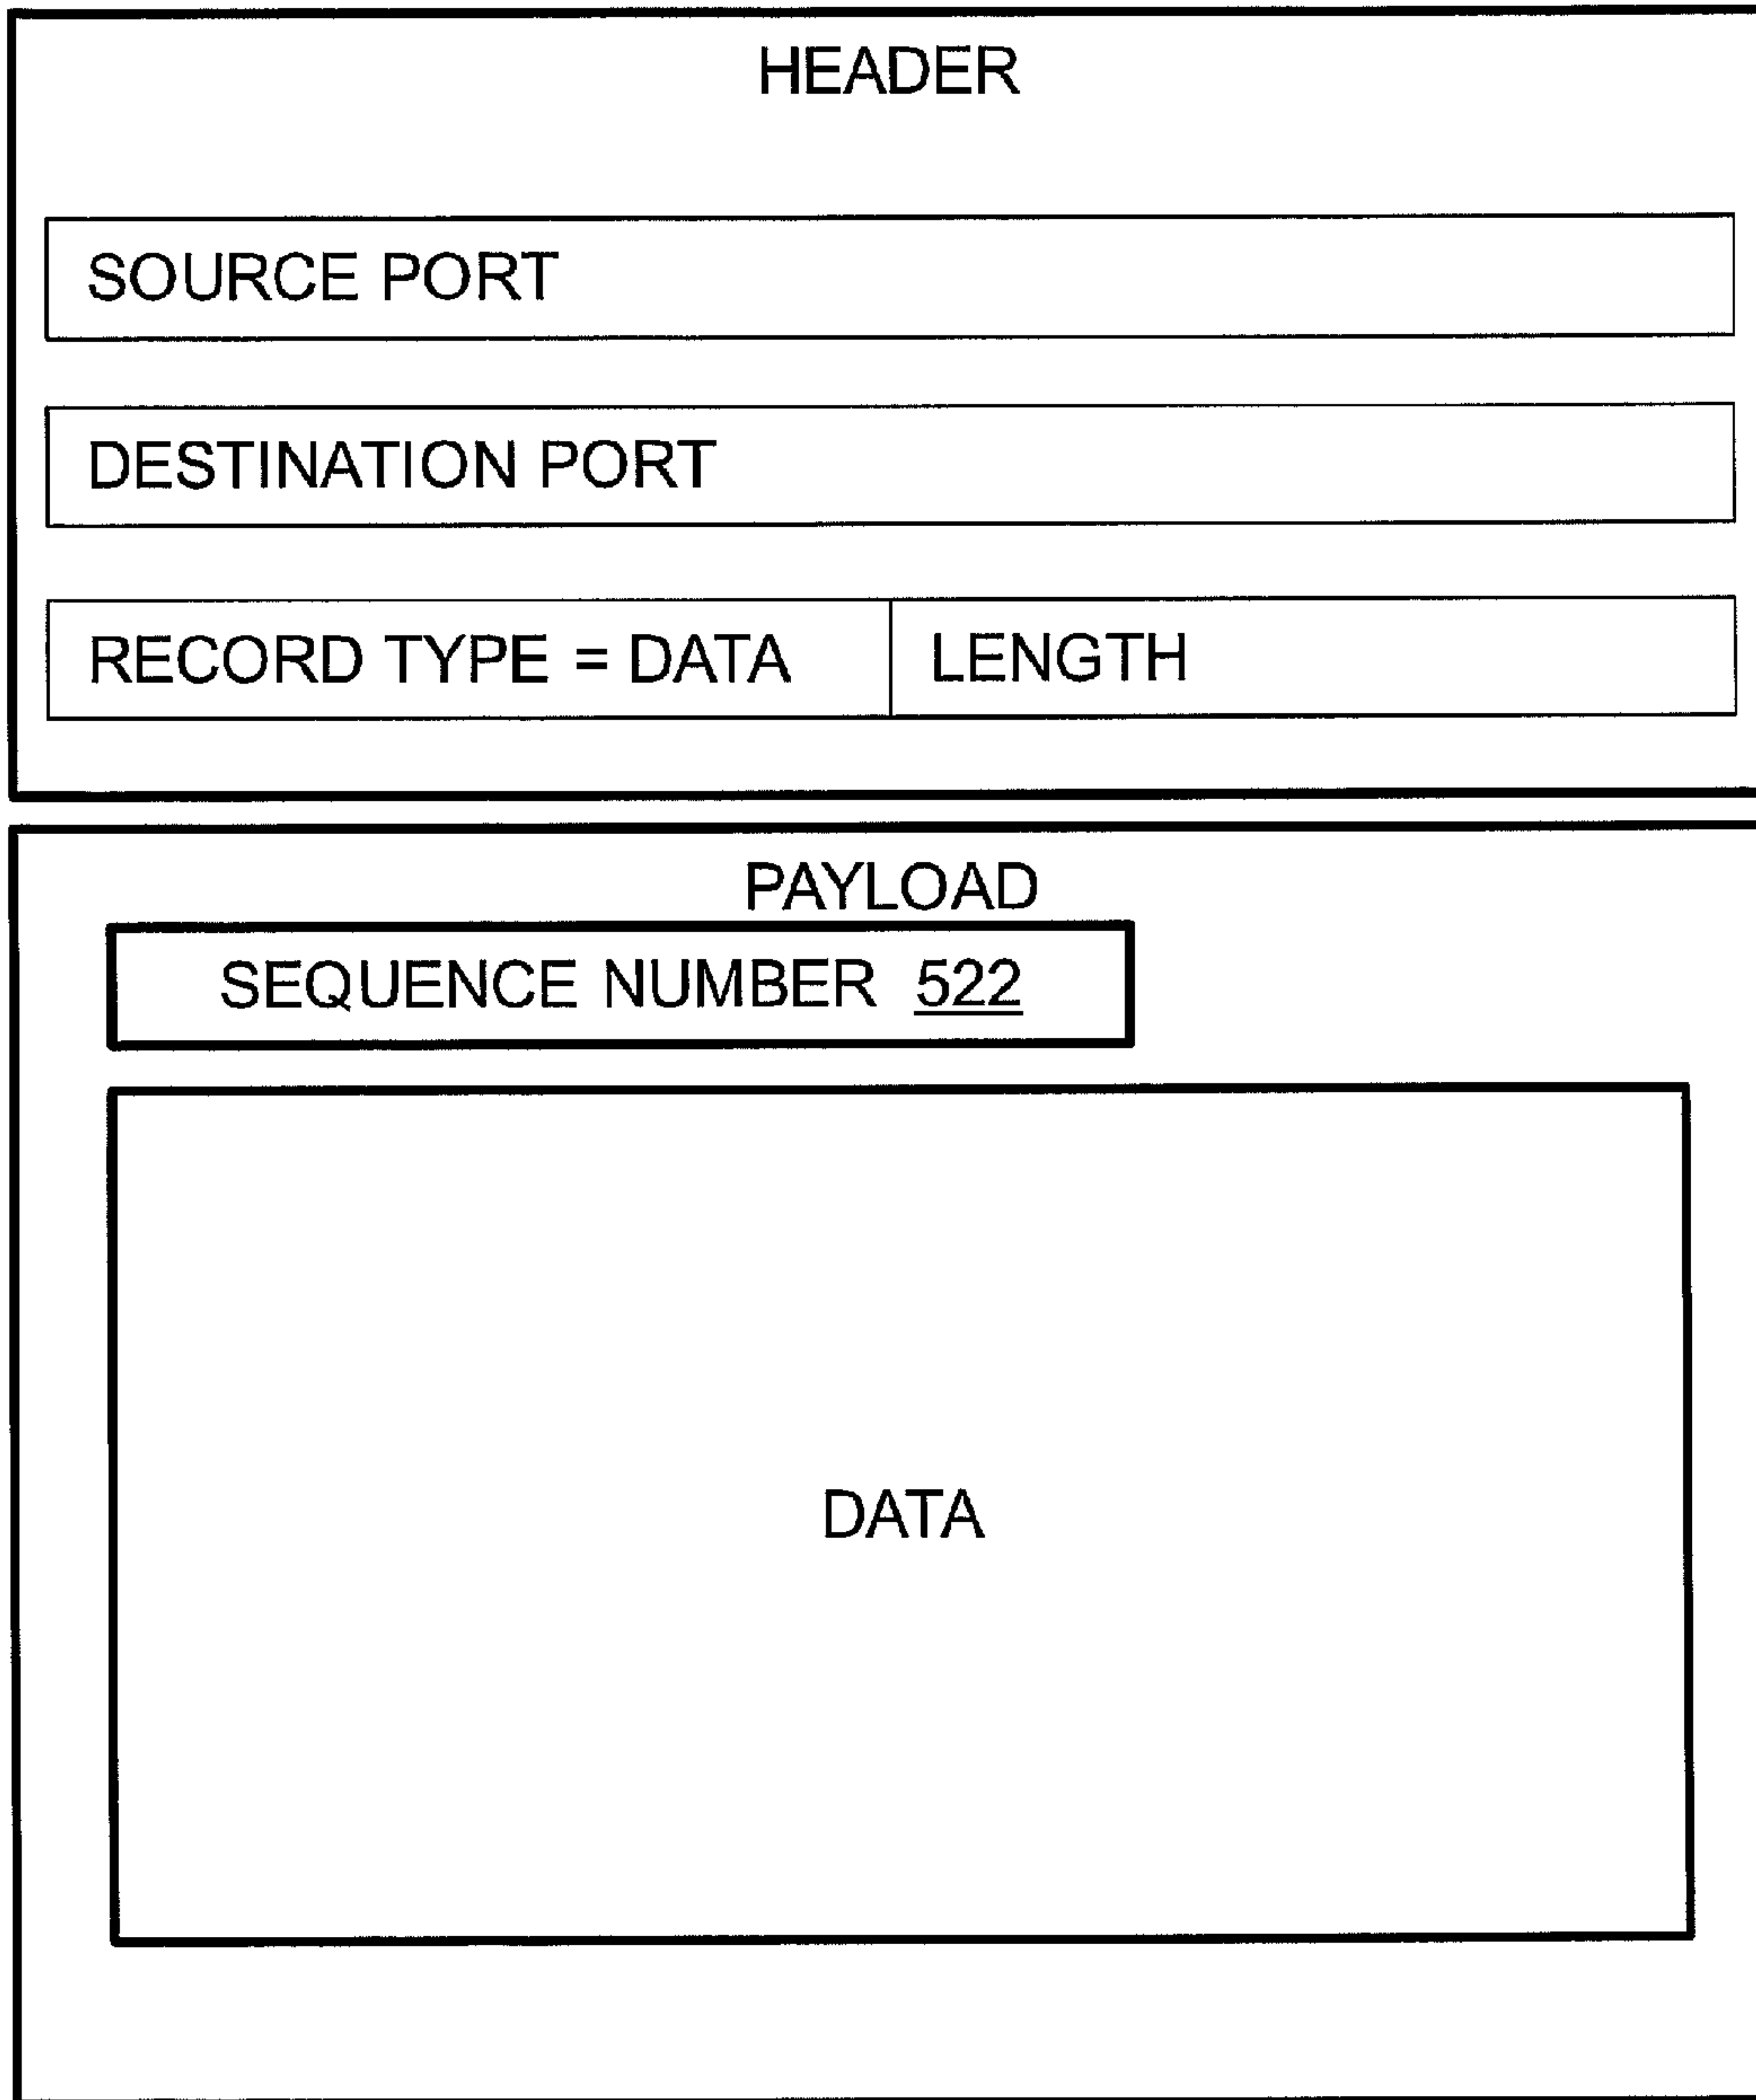 HEADER
SOURCE PORT
DESTINATION PORT
RECORD TYPE = DATA LENGTH
PAYLOAD
SEQUENCE NUMBER 522
DATA